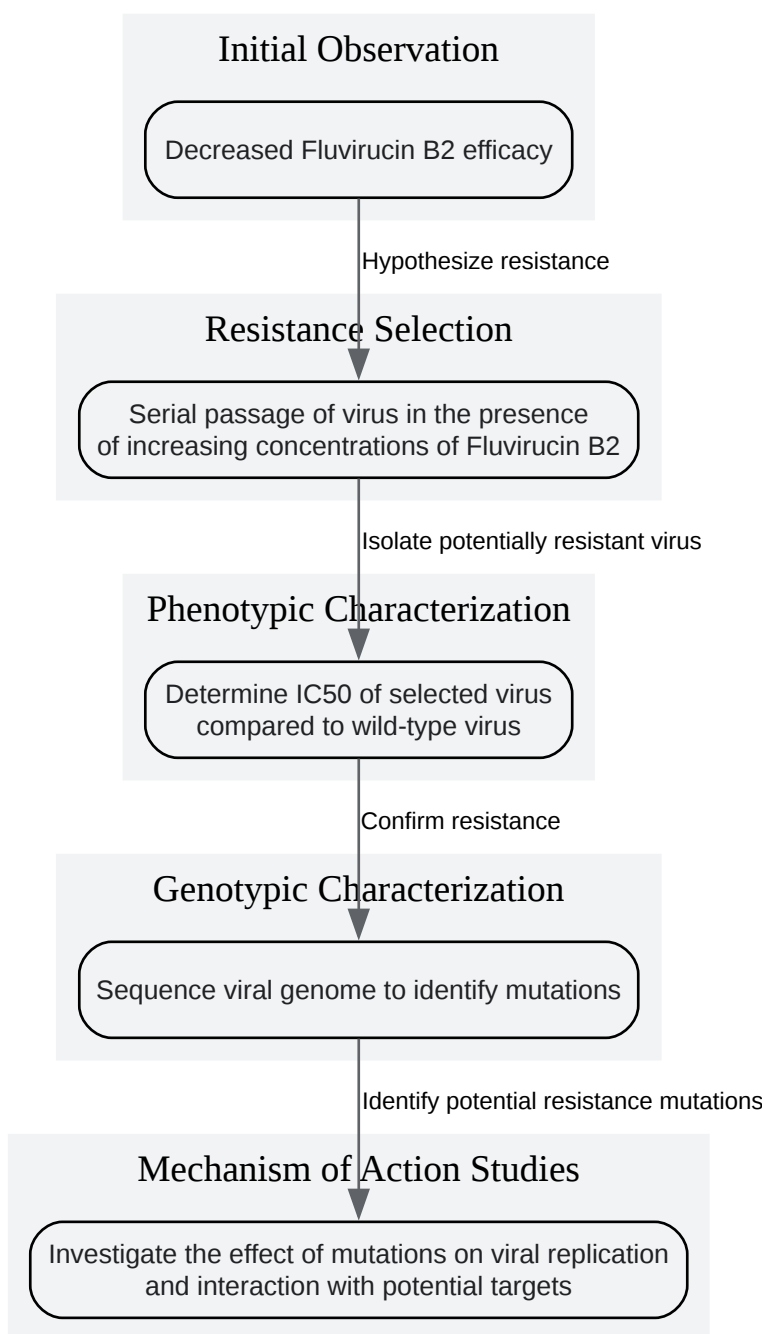 Initial Observation
Decreased Fluvirucin B2 efficacy
Hypothesize resistance
Resistance Selection
Serial passage of virus in the presence
of increasing concentrations of Fluvirucin B2
Isolate potentially resistant virus
Phenotypic Characterization
Determine IC50 of selected virus
compared to wild-type virus
Confirm resistance
Genotypic Characterization
Sequence viral genome to identify mutations
Identify potential resistance mutations
Mechanism of Action Studies
Investigate the effect of mutations on viral replication
and interaction with potential targets